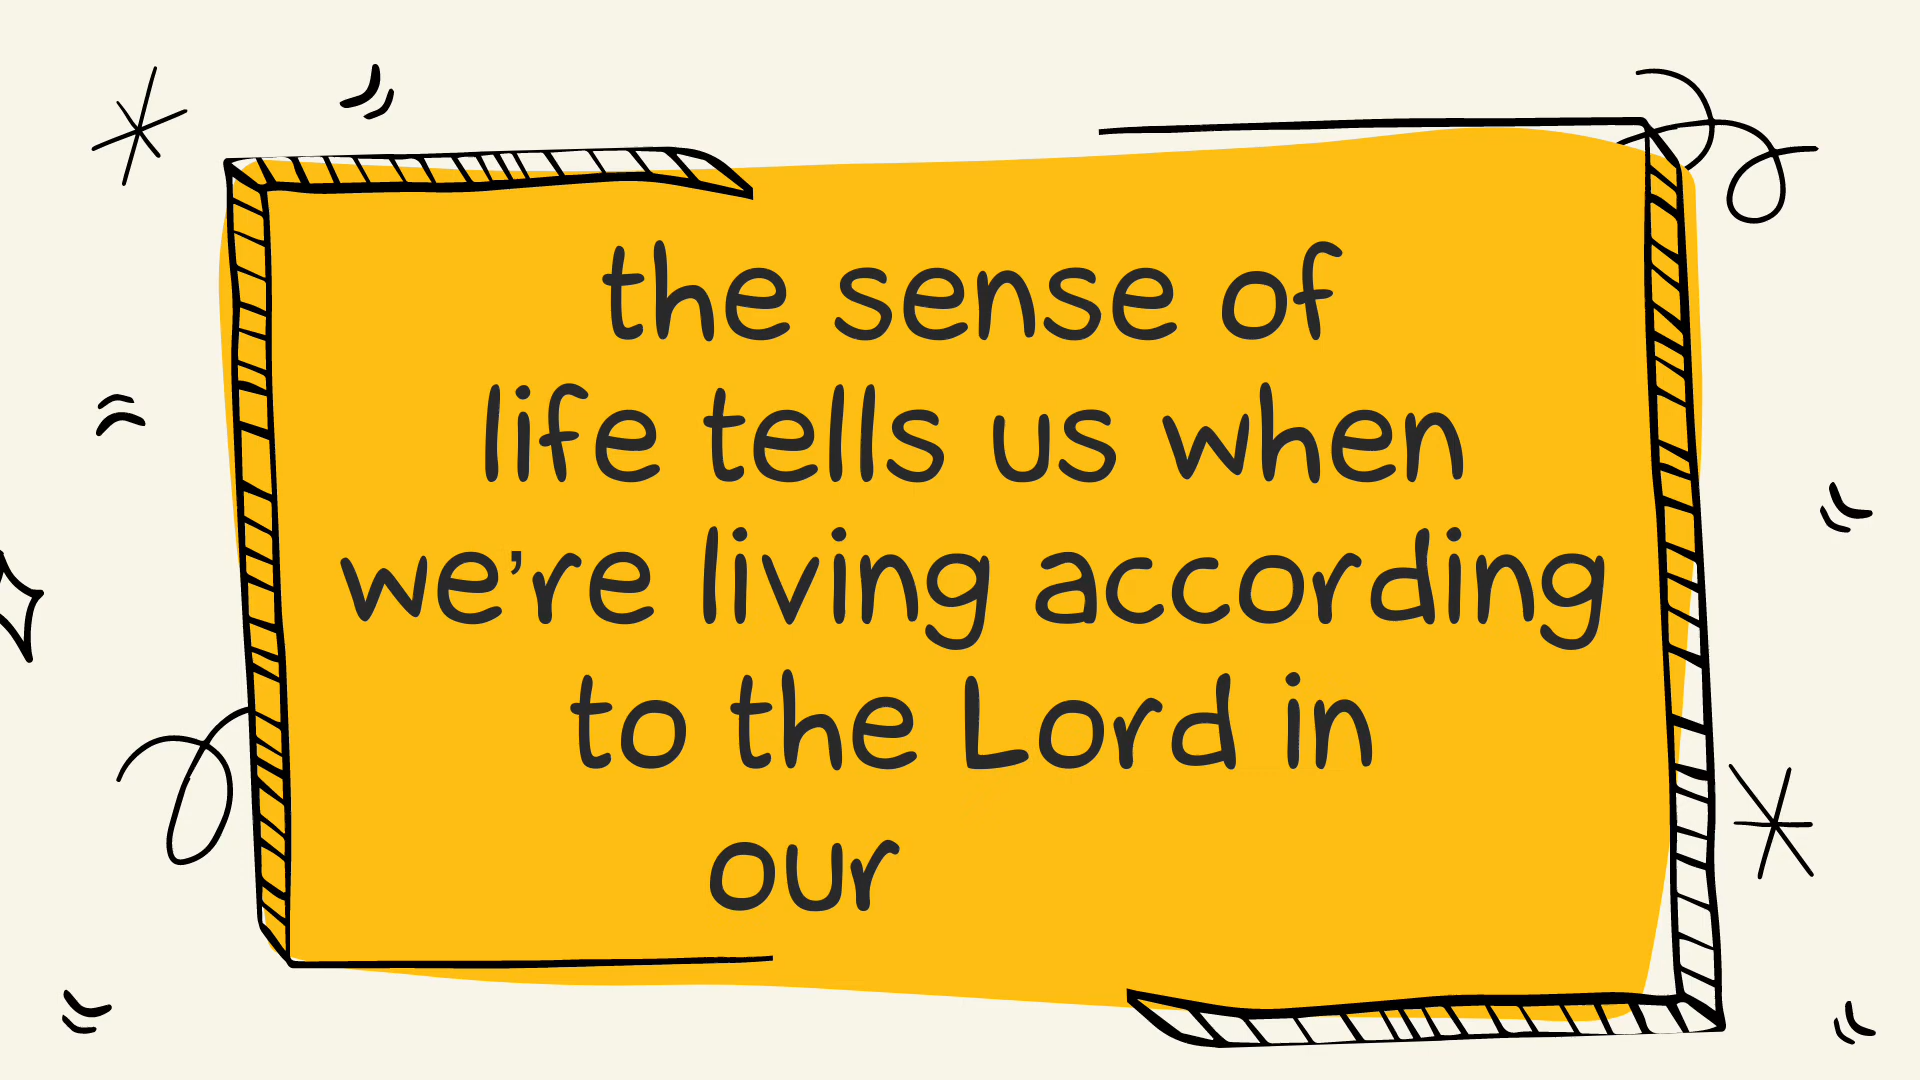 the sense of
life tells us when
we're living according
to the Lord in
our